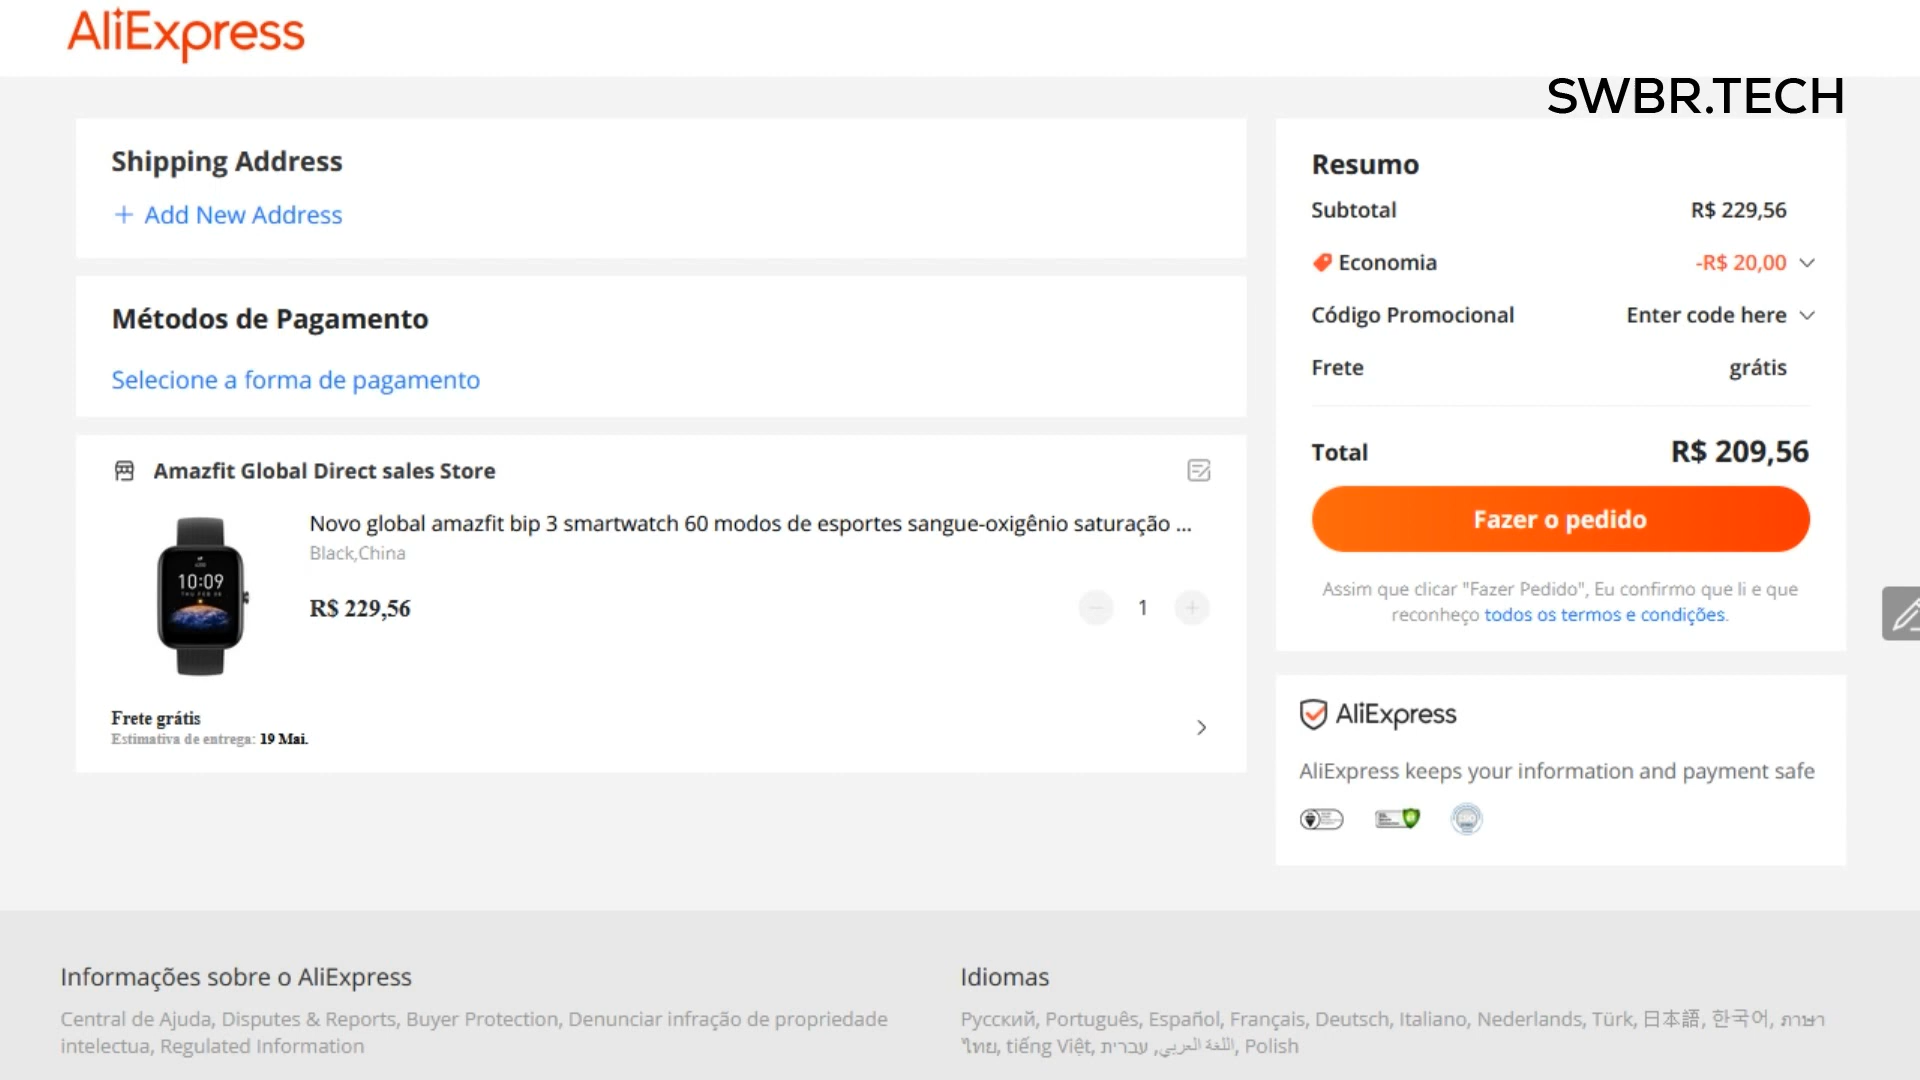 AliExpress
SWBR.TECH
Shipping Address
+ Add New Address
Métodos de Pagamento
Selecione a forma de pagamento
Amazfit Global Direct sales Store
Novo global amazfit bip 3 smartwatch 60 modos de esportes sangue-oxigênio saturação ...
Black,China
10:09
R$ 229,56
1
Frete grátis
Estimativa de entrega: 19 Mai.
Resumo
Subtotal R$ 229,56
Economia -R$ 20,00
Código Promocional Enter code here
Frete grátis
Total R$ 209,56
Fazer o pedido
Assim que clicar "Fazer Pedido", Eu confirmo que li e que
reconheço todos os termos e condições.
AliExpress
AliExpress keeps your information and payment safe
Informações sobre o AliExpress
Central de Ajuda, Disputes & Reports, Buyer Protection, Denunciar infração de propriedade
intelectua, Regulated Information
Idiomas
Русский, Português, Español, Français, Deutsch, Italiano, Nederlands, Türk, 日本語, 한국어, ภาษา
ไทย, tiếng Việt, اللغة العربي, עברית, Polish